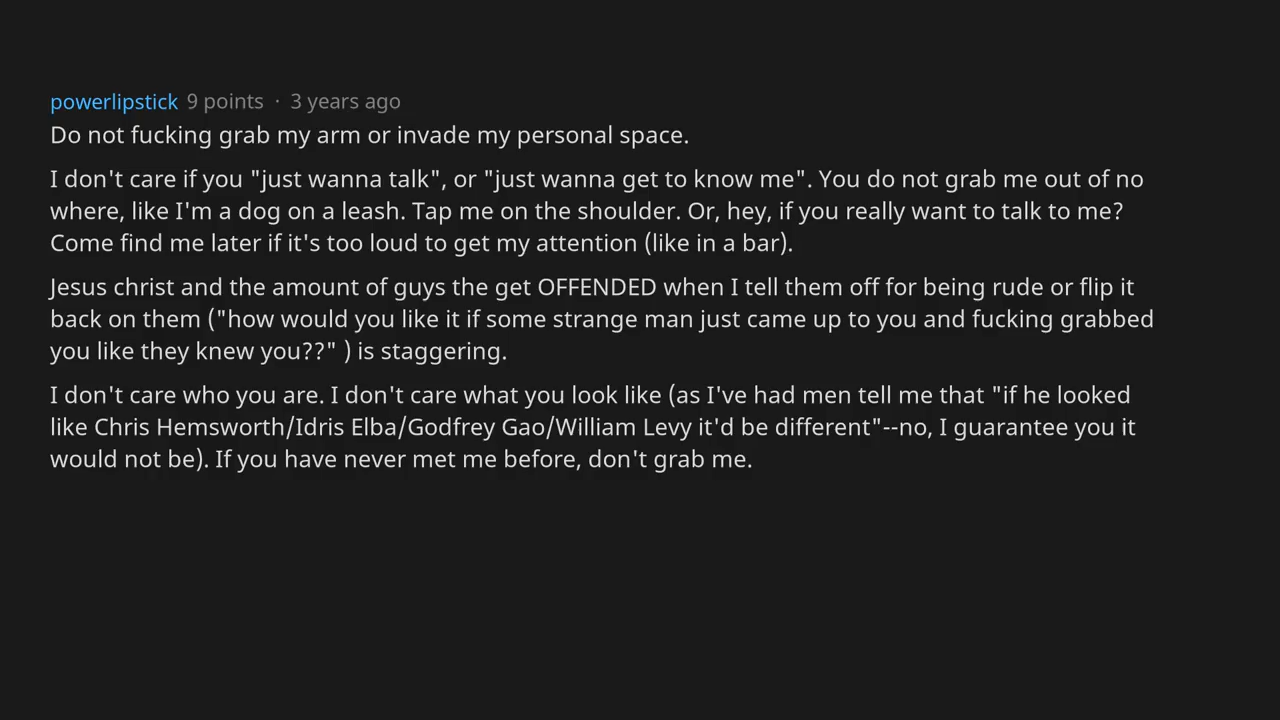 powerlipstick 9 points · 3 years ago
Do not fucking grab my arm or invade my personal space.
I don't care if you "just wanna talk", or "just wanna get to know me". You do not grab me out of no
where, like I'm a dog on a leash. Tap me on the shoulder. Or, hey, if you really want to talk to me?
Come find me later if it's too loud to get my attention (like in a bar).
Jesus christ and the amount of guys the get OFFENDED when I tell them off for being rude or flip it
back on them ("how would you like it if some strange man just came up to you and fucking grabbed
you like they knew you??" ) is staggering.
I don't care who you are. I don't care what you look like (as I've had men tell me that "if he looked
like Chris Hemsworth/Idris Elba/Godfrey Gao/William Levy it'd be different"--no, I guarantee you it
would not be). If you have never met me before, don't grab me.